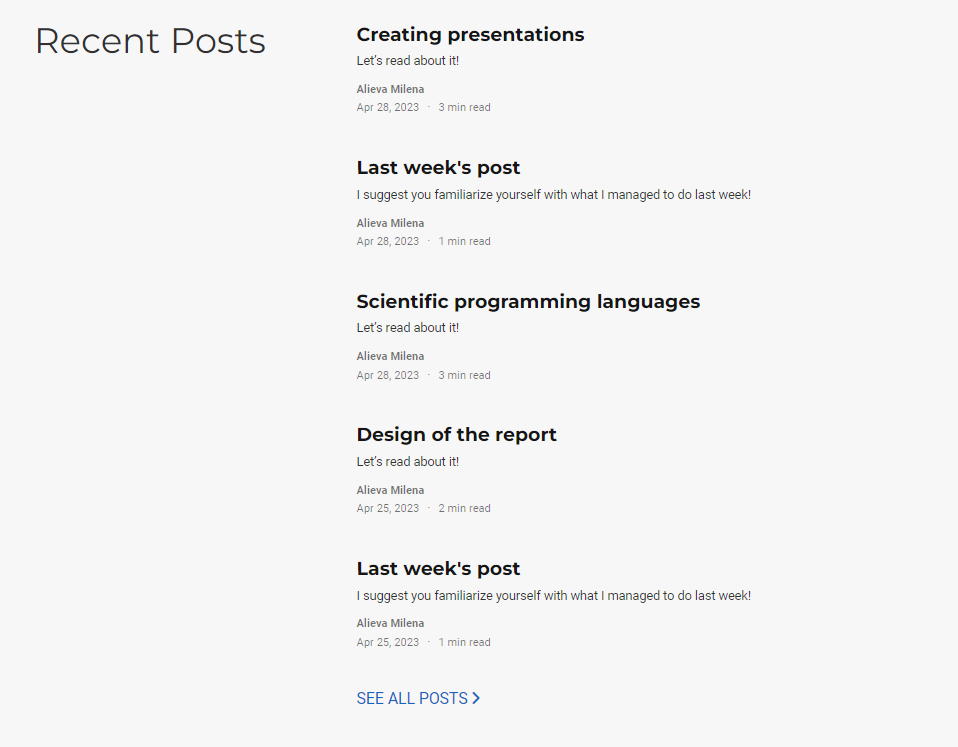 Recent Posts
Creating presentations
Let's read about it!
Alieva Milena
Apr 28, 2023 · 3 min read
Last week's post
I suggest you familiarize yourself with what I managed to do last week!
Alieva Milena
Apr 28, 2023 · 1 min read
Scientific programming languages
Let's read about it!
Alieva Milena
Apr 28, 2023 · 3 min read
Design of the report
Let's read about it!
Alieva Milena
Apr 25, 2023 · 2 min read
Last week's post
I suggest you familiarize yourself with what I managed to do last week!
Alieva Milena
Apr 25, 2023 · 1 min read
SEE ALL POSTS